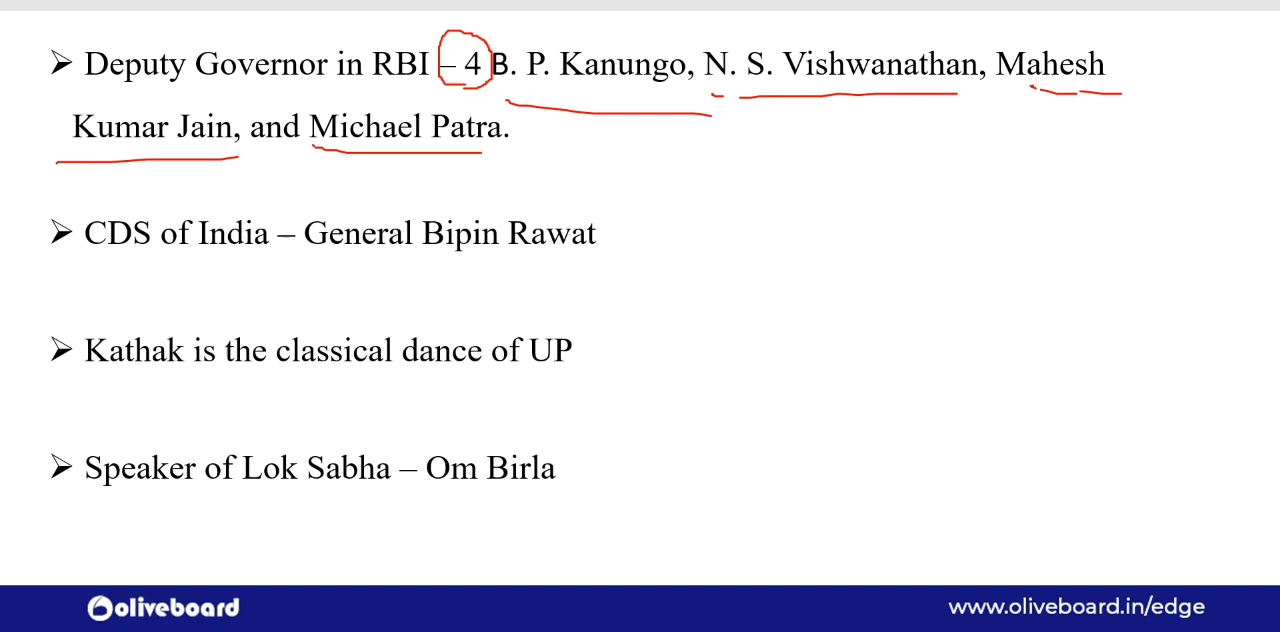 ➢ Deputy Governor in RBI – 4 B. P. Kanungo, N. S. Vishwanathan, Mahesh
Kumar Jain, and Michael Patra.
➢ CDS of India – General Bipin Rawat
➢ Kathak is the classical dance of UP
➢ Speaker of Lok Sabha – Om Birla
oliveboard www.oliveboard.in/edge